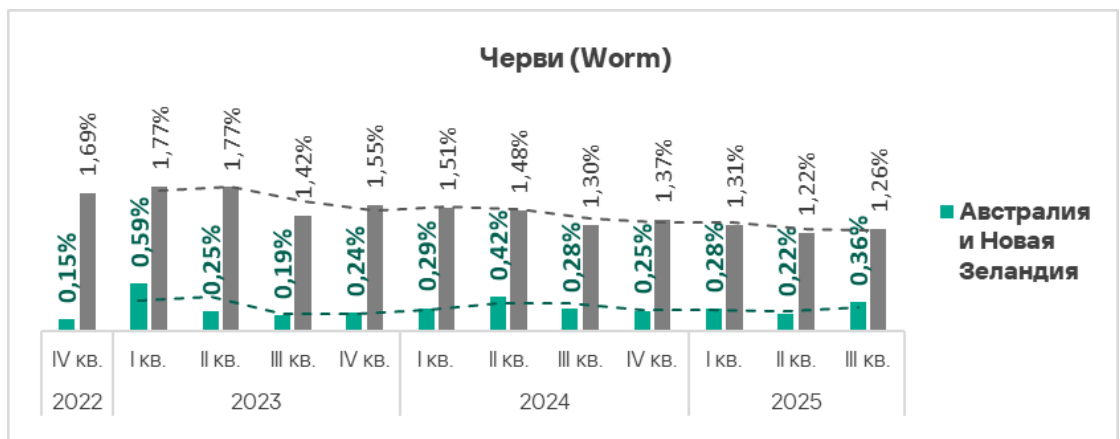 Черви (Worm)
0,15% 1,69% 0,59% 1,77% 0,25% 1,77% 0,19% 1,42% 0,24% 1,55% 0,29% 1,51% 0,42% 1,48% 0,28% 1,30% 0,25% 1,37% 0,28% 1,31% 0,22% 1,22% 0,36% 1,26%
Австралия
и Новая
Зеландия
IV кв. I кв. II кв. III кв. IV кв. I кв. II кв. III кв. IV кв. I кв. II кв. III кв.
2022 2023 2024 2025